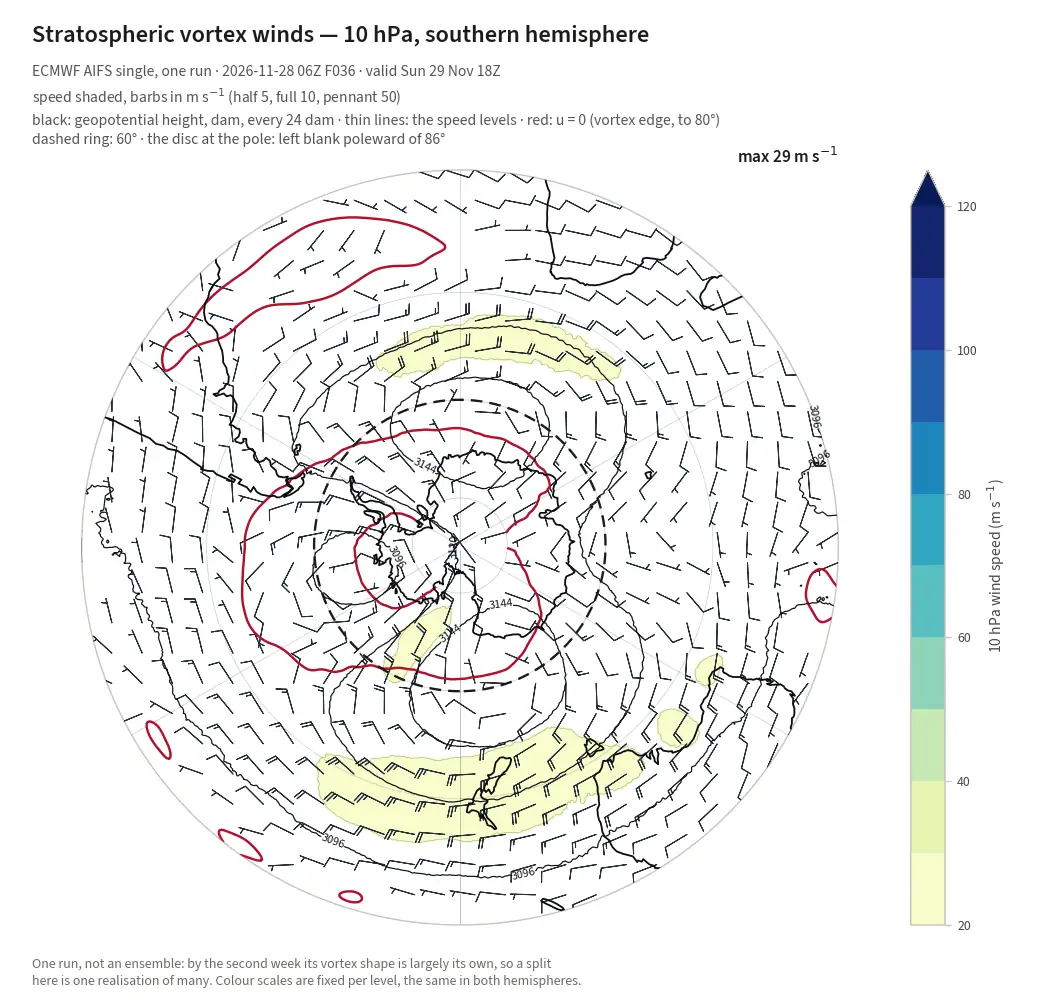 Stratospheric vortex winds — 10 hPa, southern hemisphere
ECMWF AIFS single, one run · 2026-11-28 06Z F036 · valid Sun 29 Nov 18Z
speed shaded, barbs in m s⁻¹ (half 5, full 10, pennant 50)
black: geopotential height, dam, every 24 dam · thin lines: the speed levels · red: u = 0 (vortex edge, to 80°)
dashed ring: 60° · the disc at the pole: left blank poleward of 86°
max 29 m s⁻¹
120
100
80
60
40
20
10 hPa wind speed (m s⁻¹)
3096
3096
3144
3096
3144
3144
3096
3096
One run, not an ensemble: by the second week its vortex shape is largely its own, so a split
here is one realisation of many. Colour scales are fixed per level, the same in both hemispheres.